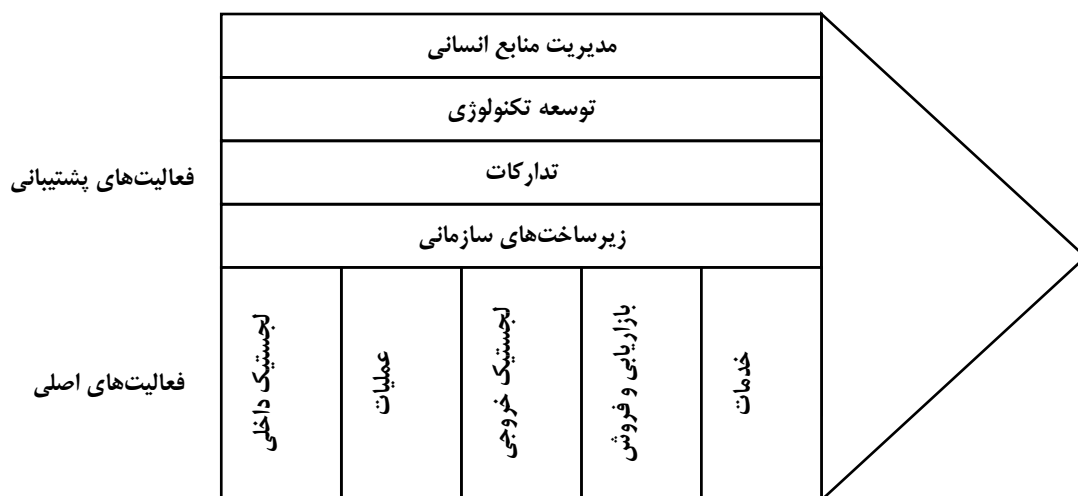 مدیریت منابع انسانی
توسعه تکنولوژی
تدارکات
زیرساخت‌های سازمانی
فعالیت‌های پشتیبانی
لجستیک داخلی
عملیات
لجستیک خروجی
بازاریابی و فروش
خدمات
فعالیت‌های اصلی